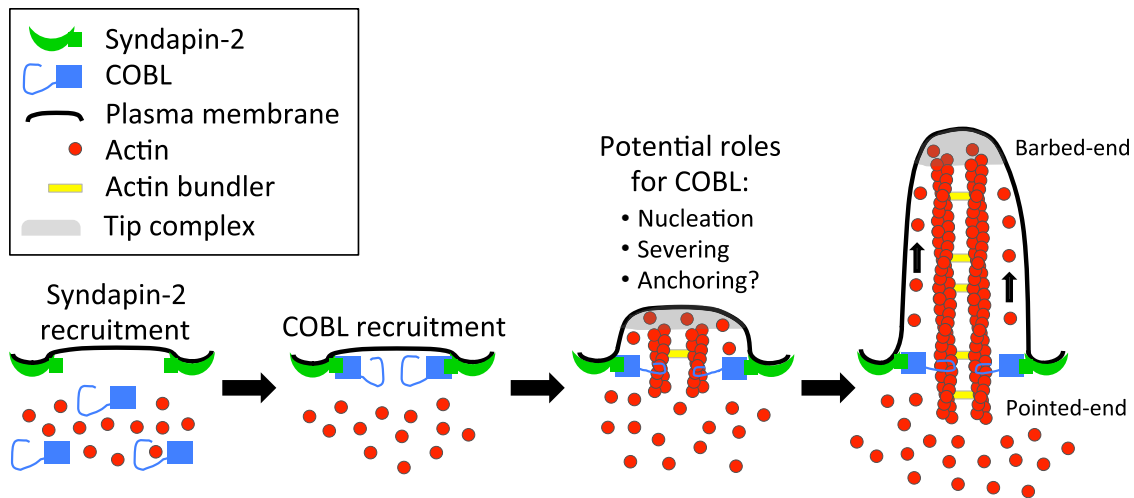 Syndapin-2
COBL
Plasma membrane
Actin
Actin bundler
Tip complex
Syndapin-2
recruitment
COBL recruitment
Potential roles
for COBL:
• Nucleation
• Severing
• Anchoring?
Barbed-end
Pointed-end